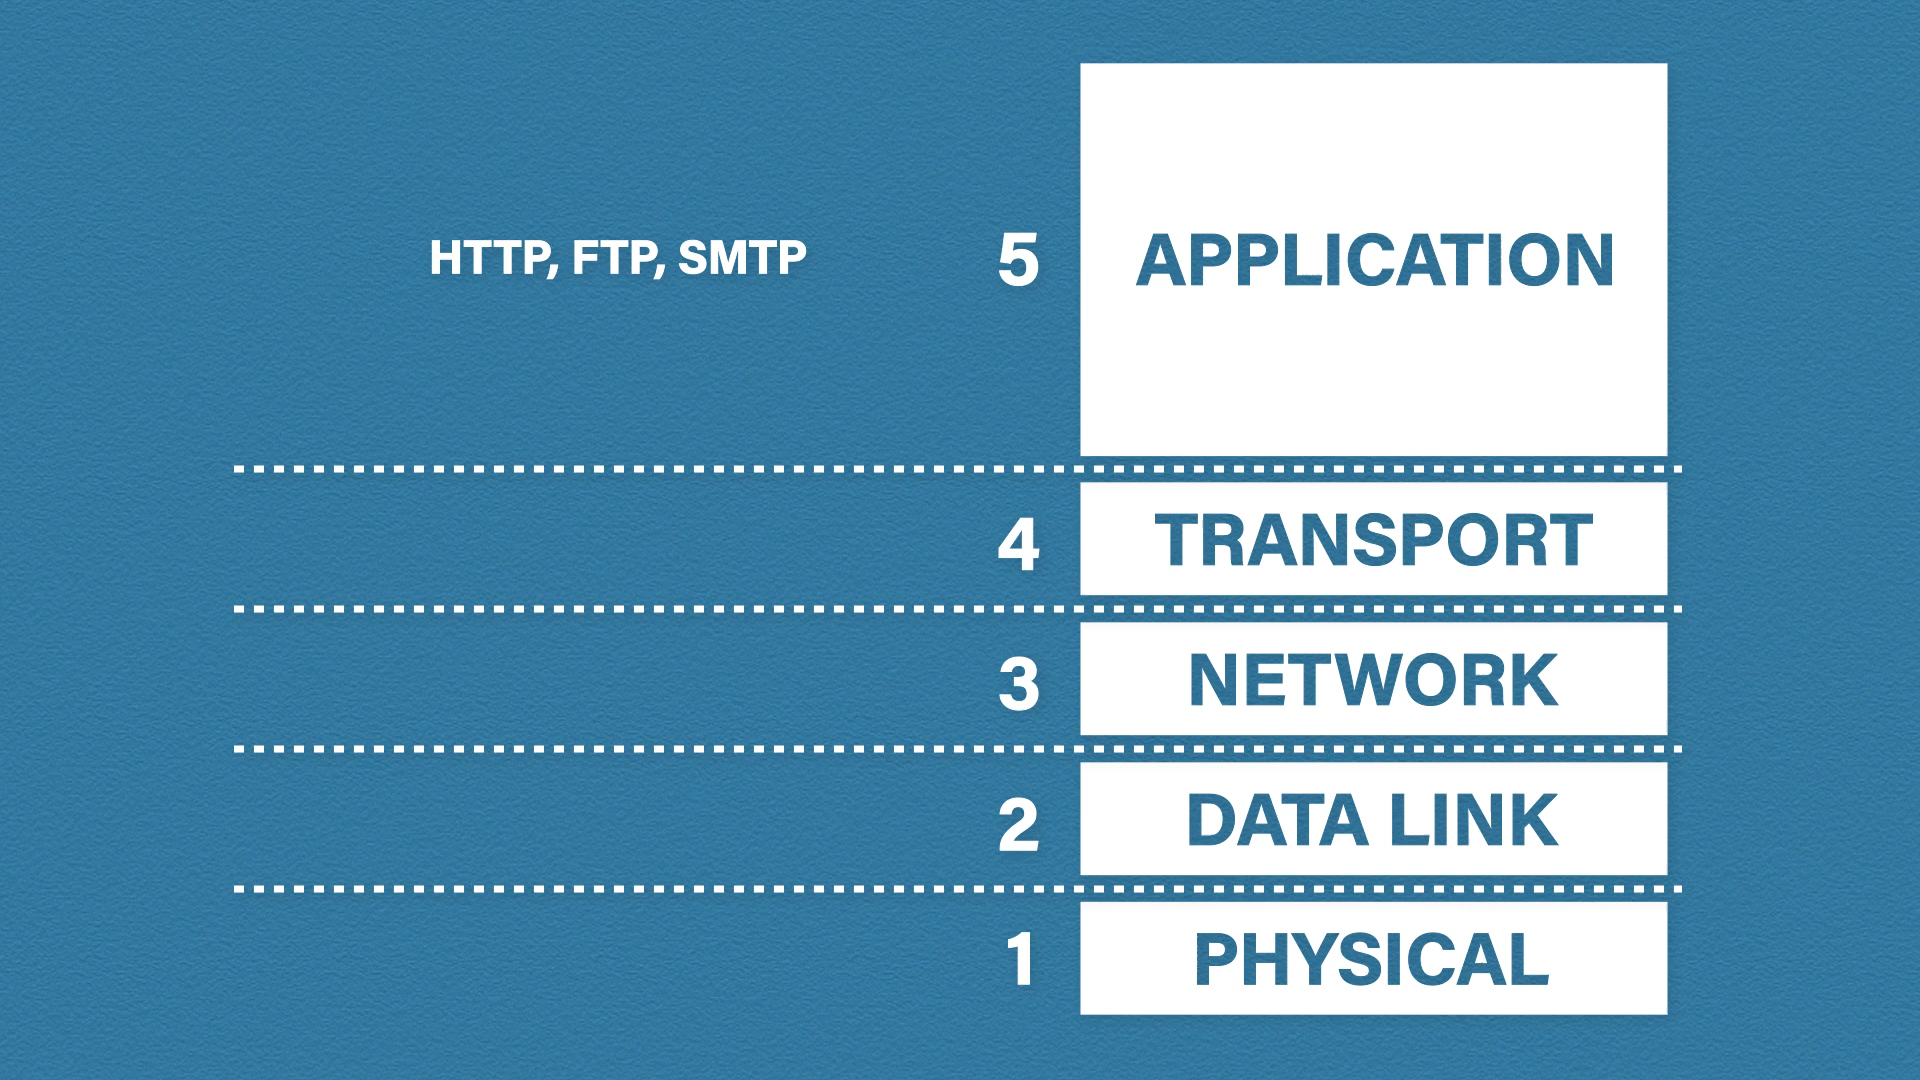 HTTP, FTP, SMTP 5 APPLICATION
4 TRANSPORT
3 NETWORK
2 DATA LINK
1 PHYSICAL